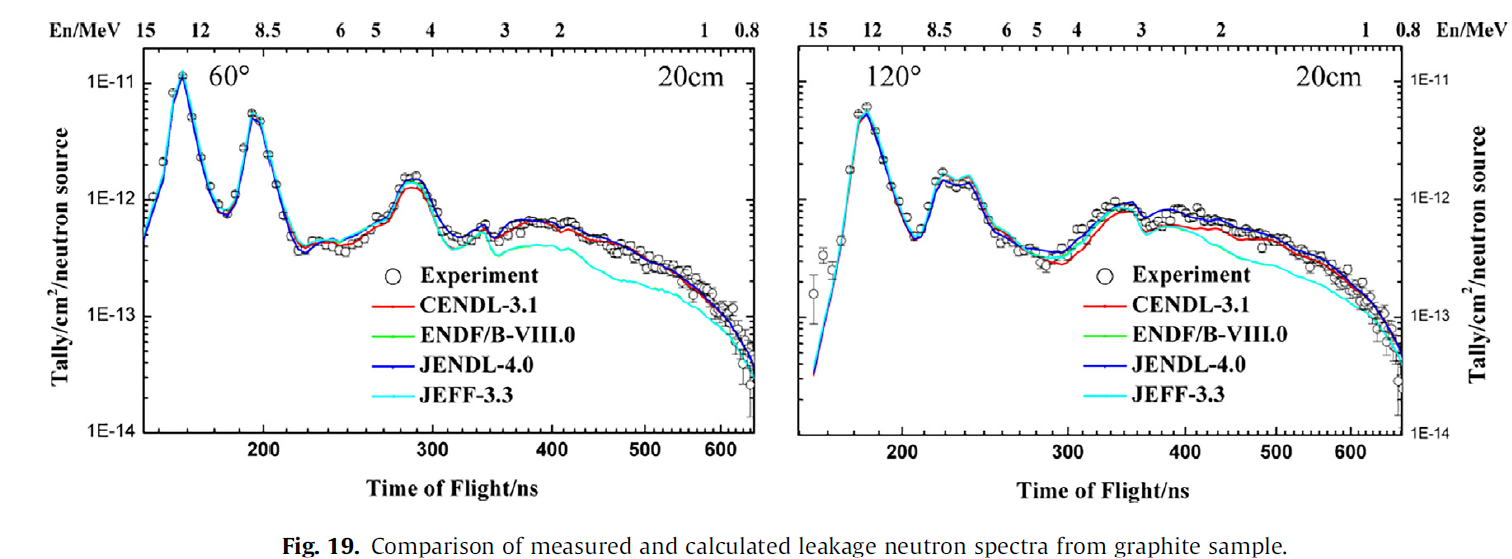 En/MeV 15 12 8.5 6 5 4 3 2 1 0.8
15 12 8.5 6 5 4 3 2 1 0.8 En/MeV
60° 20cm
120° 20cm
1E-11
1E-12
1E-13
1E-14
1E-11
1E-12
1E-13
1E-14
Tally/cm²/neutron source
Tally/cm²/neutron source
Experiment
CENDL-3.1
ENDF/B-VIII.0
JENDL-4.0
JEFF-3.3
Experiment
CENDL-3.1
ENDF/B-VIII.0
JENDL-4.0
JEFF-3.3
200 300 400 500 600
200 300 400 500 600
Time of Flight/ns
Time of Flight/ns
Fig. 19. Comparison of measured and calculated leakage neutron spectra from graphite sample.